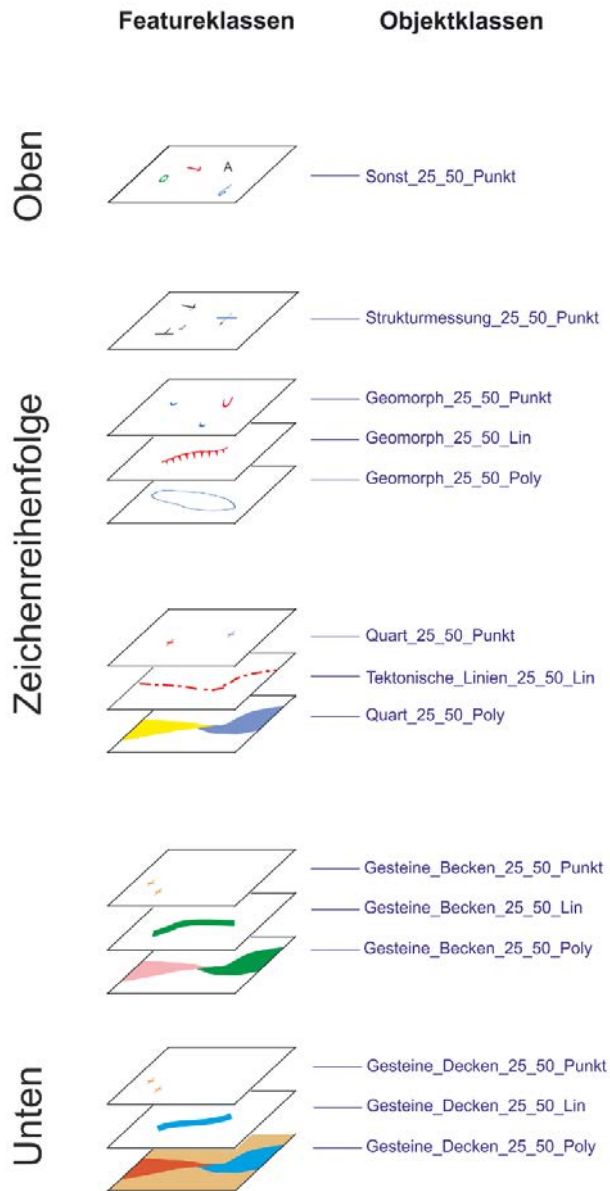 Featureklassen Objektklassen
Oben
A
Sonst_25_50_Punkt
Zeichenreihenfolge
Strukturmessung_25_50_Punkt
Geomorph_25_50_Punkt
Geomorph_25_50_Lin
Geomorph_25_50_Poly
Quart_25_50_Punkt
Tektonische_Linien_25_50_Lin
Quart_25_50_Poly
Gesteine_Becken_25_50_Punkt
Gesteine_Becken_25_50_Lin
Gesteine_Becken_25_50_Poly
Unten
Gesteine_Decken_25_50_Punkt
Gesteine_Decken_25_50_Lin
Gesteine_Decken_25_50_Poly